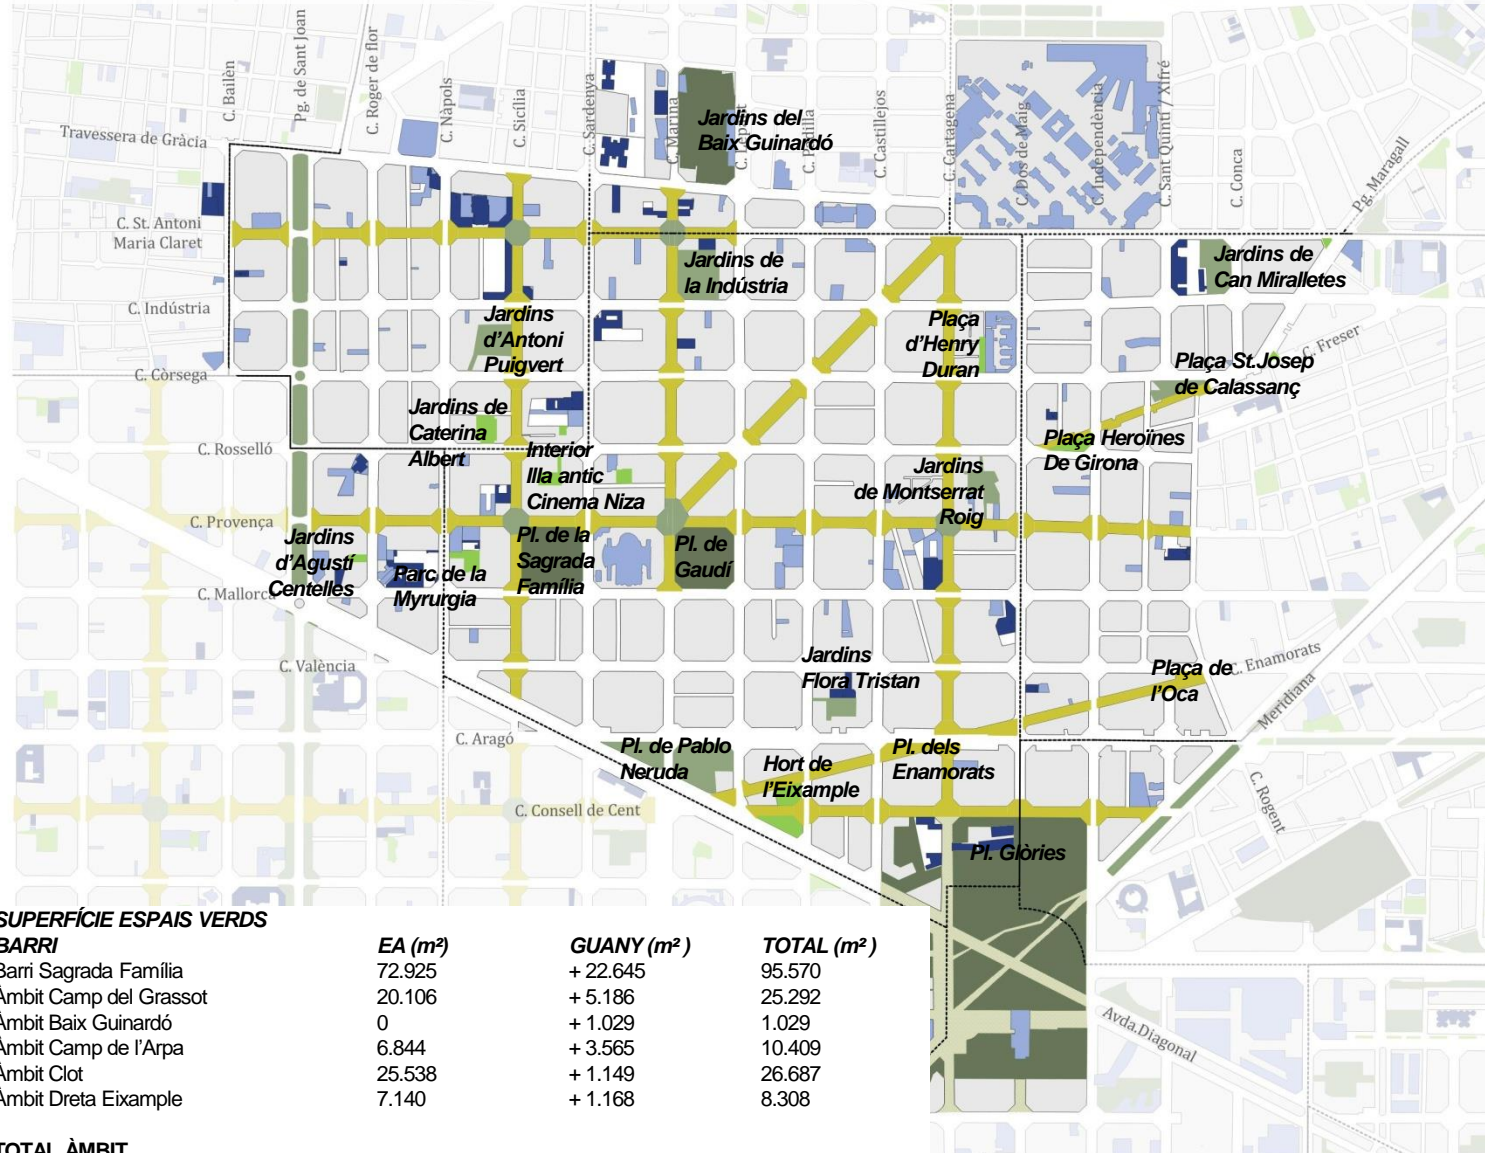 C. Bailèn
Pg. de Sant Joan
C. Roger de flor
C. Nàpols
C. Sicília
C. Sardenya
C. Marina
C. Castillejos
C. Cartagena
C. Dos de Maig
C. Independència
C. Sant Quintí / Xifré
C. Conca
Pg. Maragall
Travessera de Gràcia
Jardins del
Baix Guinardó
C. St. Antoni
Maria Claret
Jardins de
la Indústria
Jardins de
Can Miralletes
C. Indústria
Jardins
d'Antoni
Puigvert
Plaça
d'Henry
Duran
C. Freser
Plaça St.Josep
de Calassanç
C. Còrsega
Jardins de
Caterina
Albert
C. Rosselló
Interior
Illa antic
Cinema Niza
Plaça Heroïnes
De Girona
Jardins
de Montserrat
Roig
C. Provença
Jardins
d'Agustí
Centelles
Parc de la
Myrurgia
Pl. de la
Sagrada
Família
Pl. de
Gaudí
C. Mallorca
C. València
Jardins
Flora Tristan
Plaça de
l'Oca
C. Enamorats
Meridiana
C. Aragó
Pl. de Pablo
Neruda
Hort de
l'Eixample
Pl. dels
Enamorats
C. Consell de Cent
C. Rogent
Pl. Glòries
Avda.Diagonal
SUPERFÍCIE ESPAIS VERDS
BARRI EA (m²) GUANY (m² ) TOTAL (m² )
Barri Sagrada Família 72.925 + 22.645 95.570
Àmbit Camp del Grassot 20.106 + 5.186 25.292
Àmbit Baix Guinardó 0 + 1.029 1.029
Àmbit Camp de l'Arpa 6.844 + 3.565 10.409
Àmbit Clot 25.538 + 1.149 26.687
Àmbit Dreta Eixample 7.140 + 1.168 8.308
TOTAL ÀMBIT